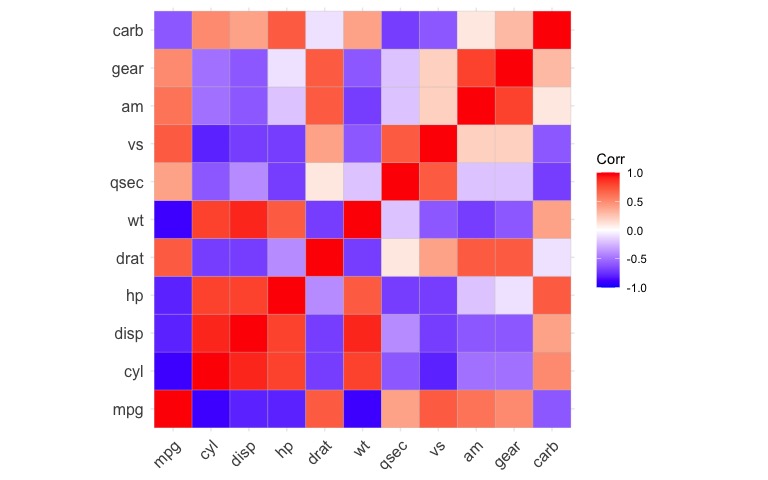 carb
gear
am
vs
qsec
wt
drat
hp
disp
cyl
mpg
mpg cyl disp hp drat wt qsec vs am gear carb
Corr
1.0
0.5
0.0
-0.5
-1.0